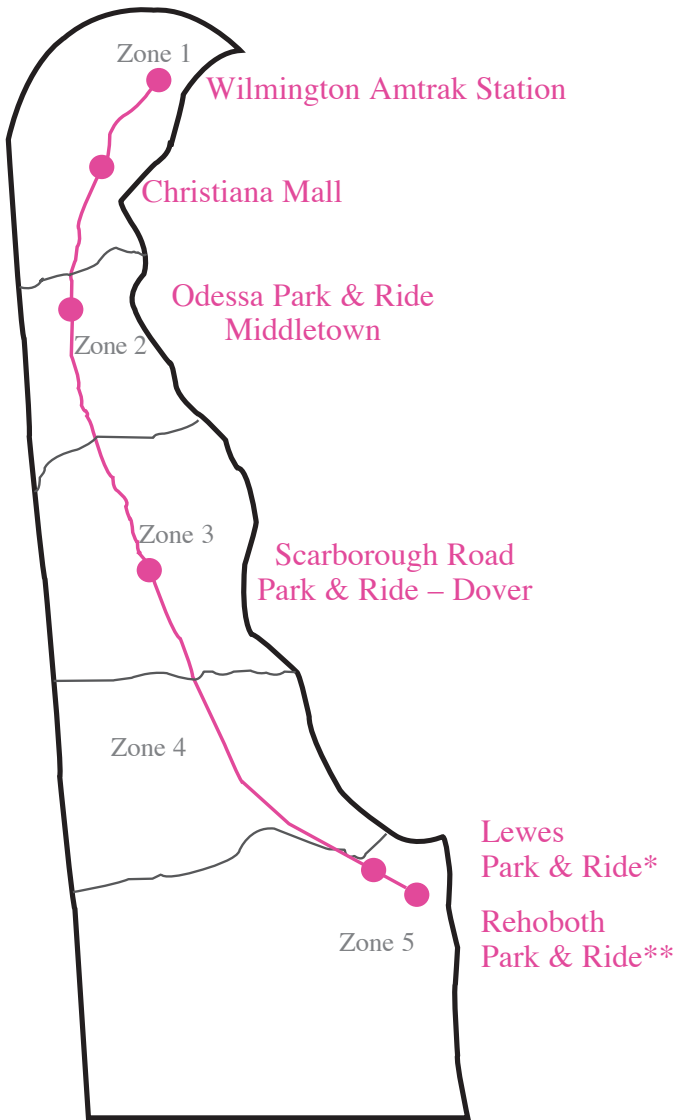 Zone 1
Wilmington Amtrak Station
Christiana Mall
Odessa Park & Ride
Middletown
Zone 2
Zone 3
Scarborough Road
Park & Ride – Dover
Zone 4
Lewes
Park & Ride*
Rehoboth
Park & Ride**
Zone 5